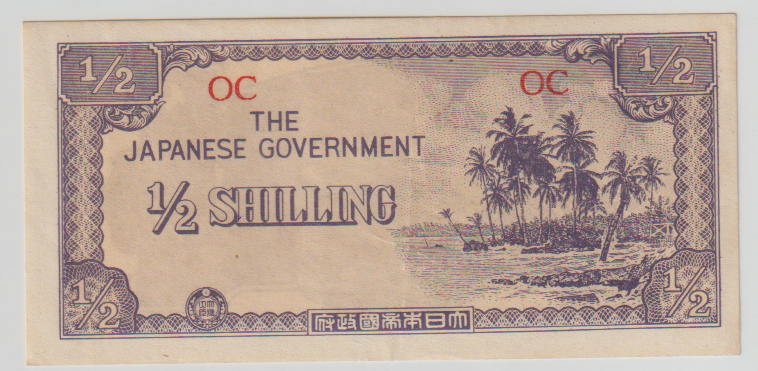 1/2 1/2
OC OC
THE
JAPANESE GOVERNMENT
1/2 SHILLING
1/2 1/2
大日本帝國政府